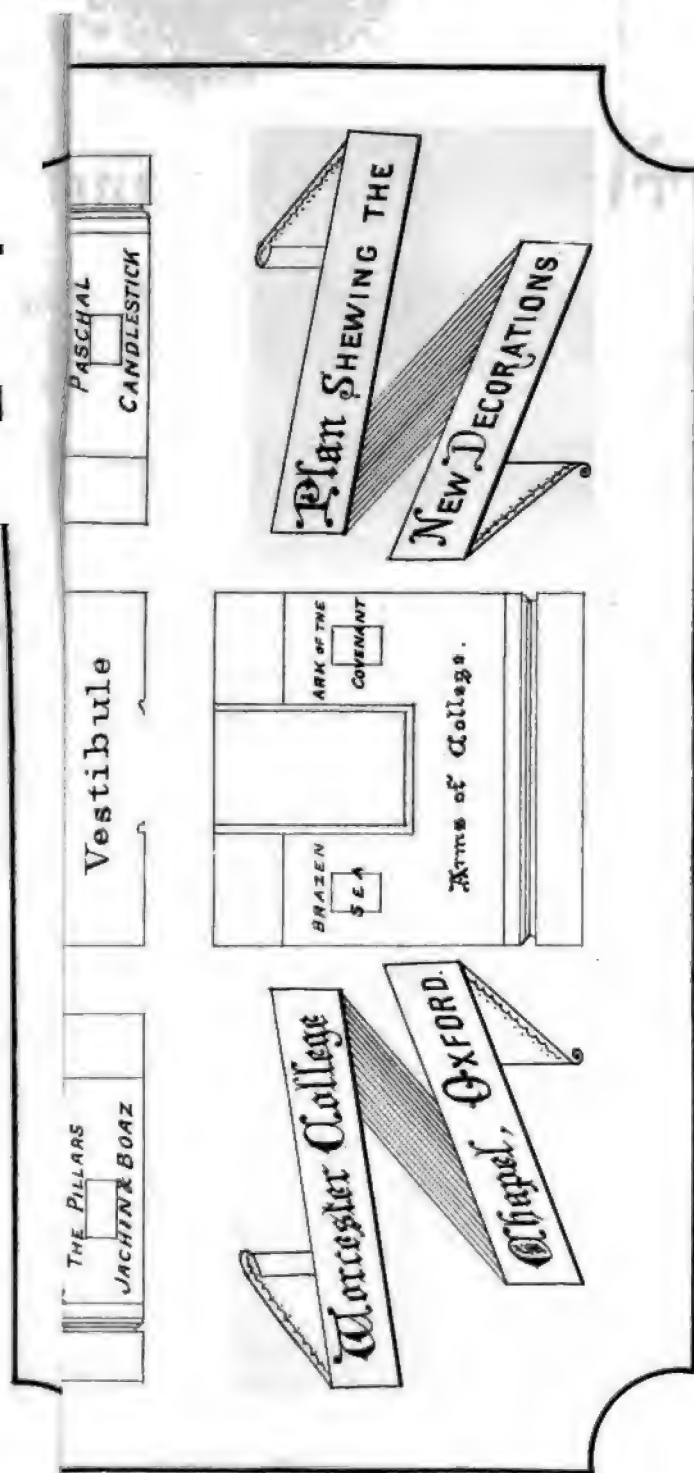 THE PILLARS
JACHIN & BOAZ
Vestibule
PASCHAL
CANDLESTICK
BRAZEN
SEA
ARK OF THE
COVENANT
Arms of College.
Worcester College
Chapel, Oxford.
Plan Shewing the
New Decorations